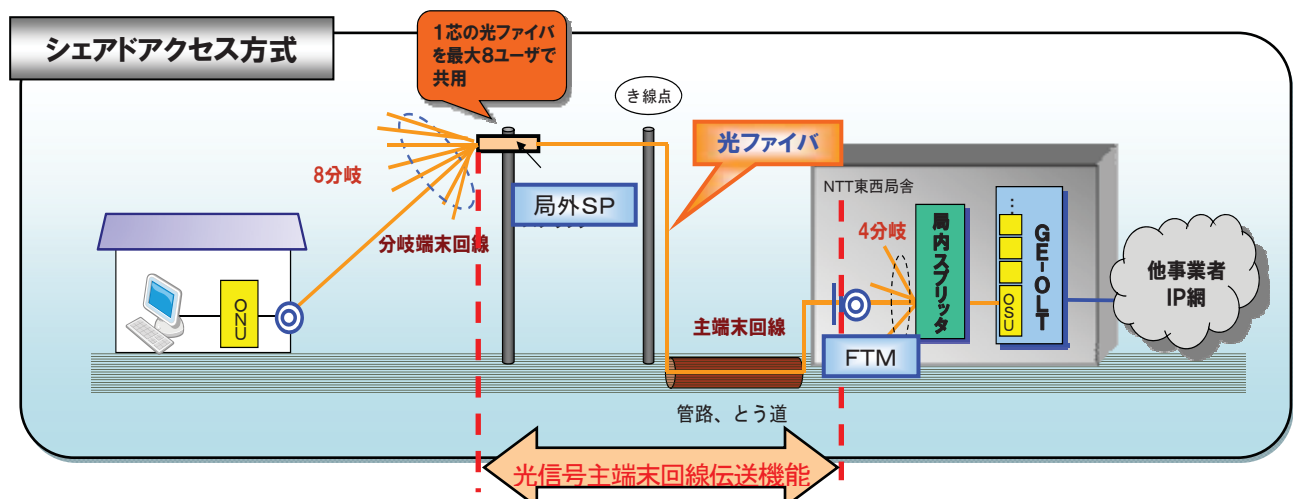 シェアドアクセス方式
1芯の光ファイバ
を最大8ユーザで
共用
き線点
光ファイバ
8分岐
局外SP
分岐端末回線
ONU
NTT東西局舎
4分岐
局内スプリッタ
…
GE-OLT
OSU
他事業者
IP網
主端末回線
FTM
管路、とう道
光信号主端末回線伝送機能